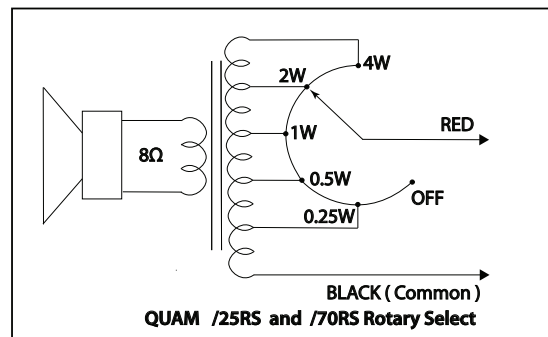 4W
2W
RED
1W
8Ω
0.5W
OFF
0.25W
BLACK ( Common )
QUAM /25RS and /70RS Rotary Select